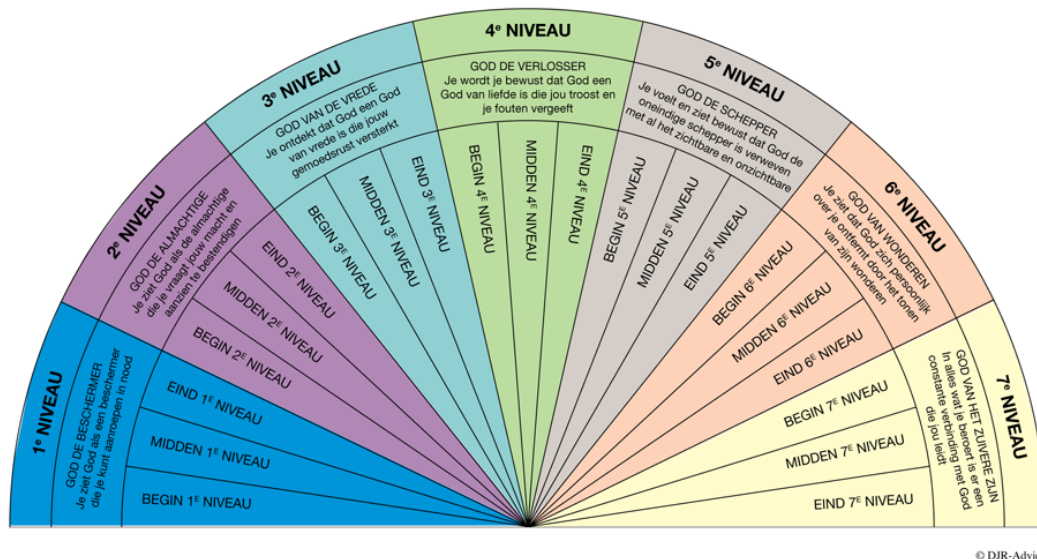 1e NIVEAU
GOD DE BESCHERMER
Je ziet God als een beschermer
die je kunt aanroepen in nood
BEGIN 1E NIVEAU
MIDDEN 1E NIVEAU
EIND 1E NIVEAU
2e NIVEAU
GOD DE ALMACHTIGE
Je ziet God als de almachtige
die je vraagt jouw macht en
aanzien te bestendigen
BEGIN 2E NIVEAU
MIDDEN 2E NIVEAU
EIND 2E NIVEAU
3e NIVEAU
GOD VAN DE VREDE
Je ontdekt dat God een God
van vrede is die jouw
gemoedsrust versterkt
BEGIN 3E NIVEAU
MIDDEN 3E NIVEAU
EIND 3E NIVEAU
4e NIVEAU
GOD DE VERLOSSER
Je wordt je bewust dat God een
God van liefde is die jou troost en
je fouten vergeeft
BEGIN 4E NIVEAU
MIDDEN 4E NIVEAU
EIND 4E NIVEAU
5e NIVEAU
GOD DE SCHEPPER
Je voelt en ziet bewust dat God de
oneindige schepper is verweven
met al het zichtbare en onzichtbare
BEGIN 5E NIVEAU
MIDDEN 5E NIVEAU
EIND 5E NIVEAU
6e NIVEAU
GOD VAN WONDEREN
Je ziet dat God zich persoonlijk
over je ontfermt door het tonen
van zijn wonderen
BEGIN 6E NIVEAU
MIDDEN 6E NIVEAU
EIND 6E NIVEAU
7e NIVEAU
GOD VAN HET ZUIVERE ZIJN
In alles wat je beroert is er een
constante verbinding met God
die jou leidt
BEGIN 7E NIVEAU
MIDDEN 7E NIVEAU
EIND 7E NIVEAU
© DJR-Advie